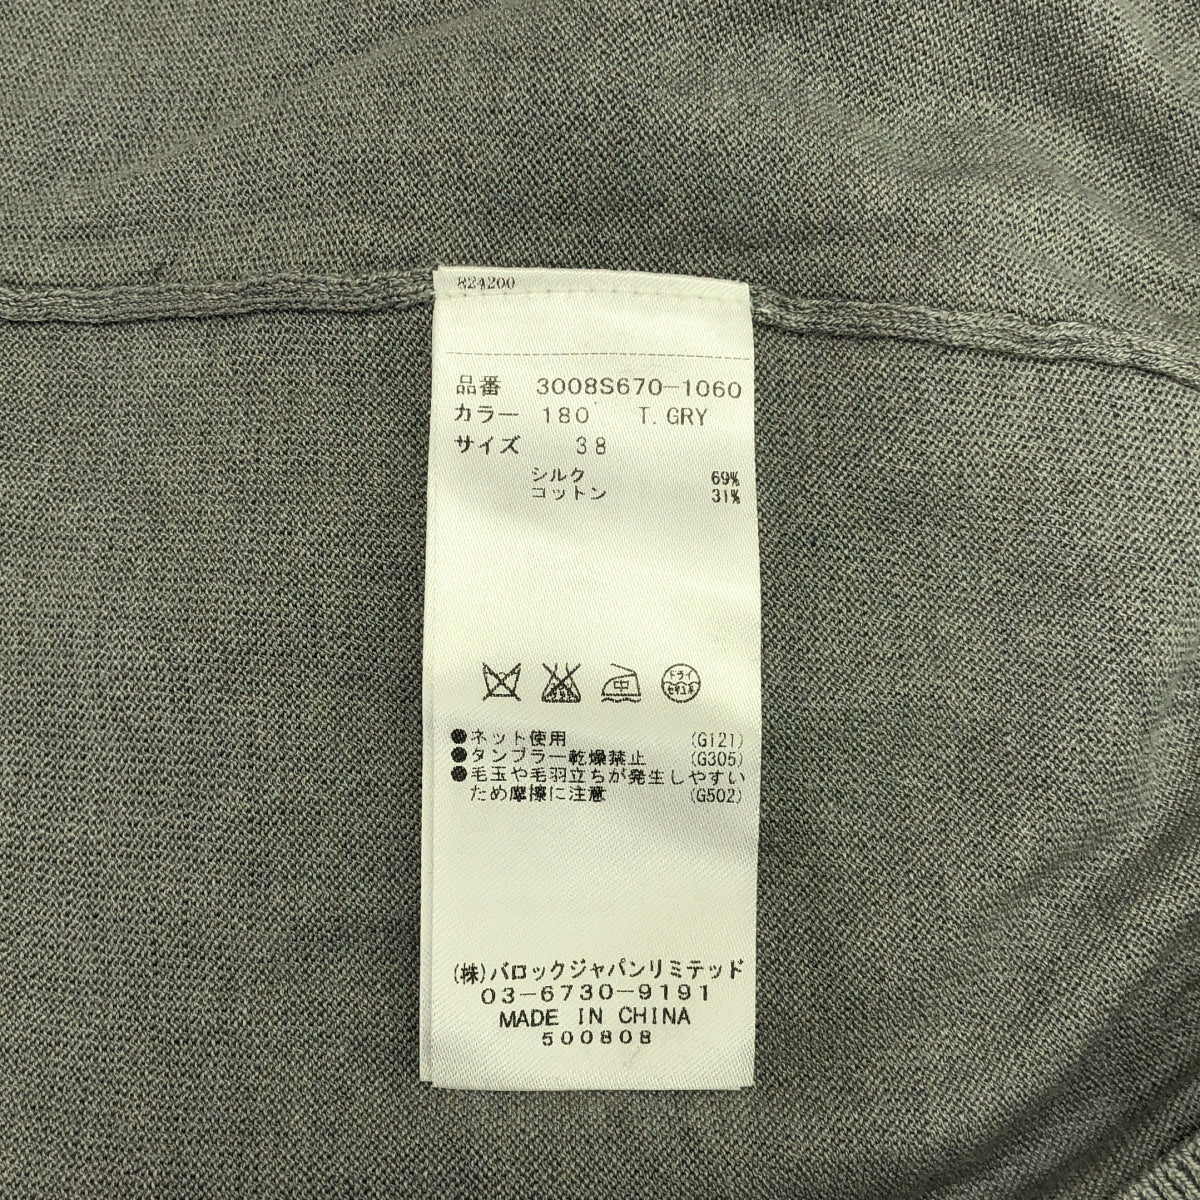 824200
品番 3008S670-1060
カラー 180 T.GRY
サイズ 38
シルク 69%
コットン 31%
中
ドライ
●ネット使用 (G121)
●タンブラー乾燥禁止 (G305)
●毛玉や毛羽立ちが発生しやすい
ため摩擦に注意 (G502)
(株)バロックジャパンリミテッド
03-6730-9191
MADE IN CHINA
500808